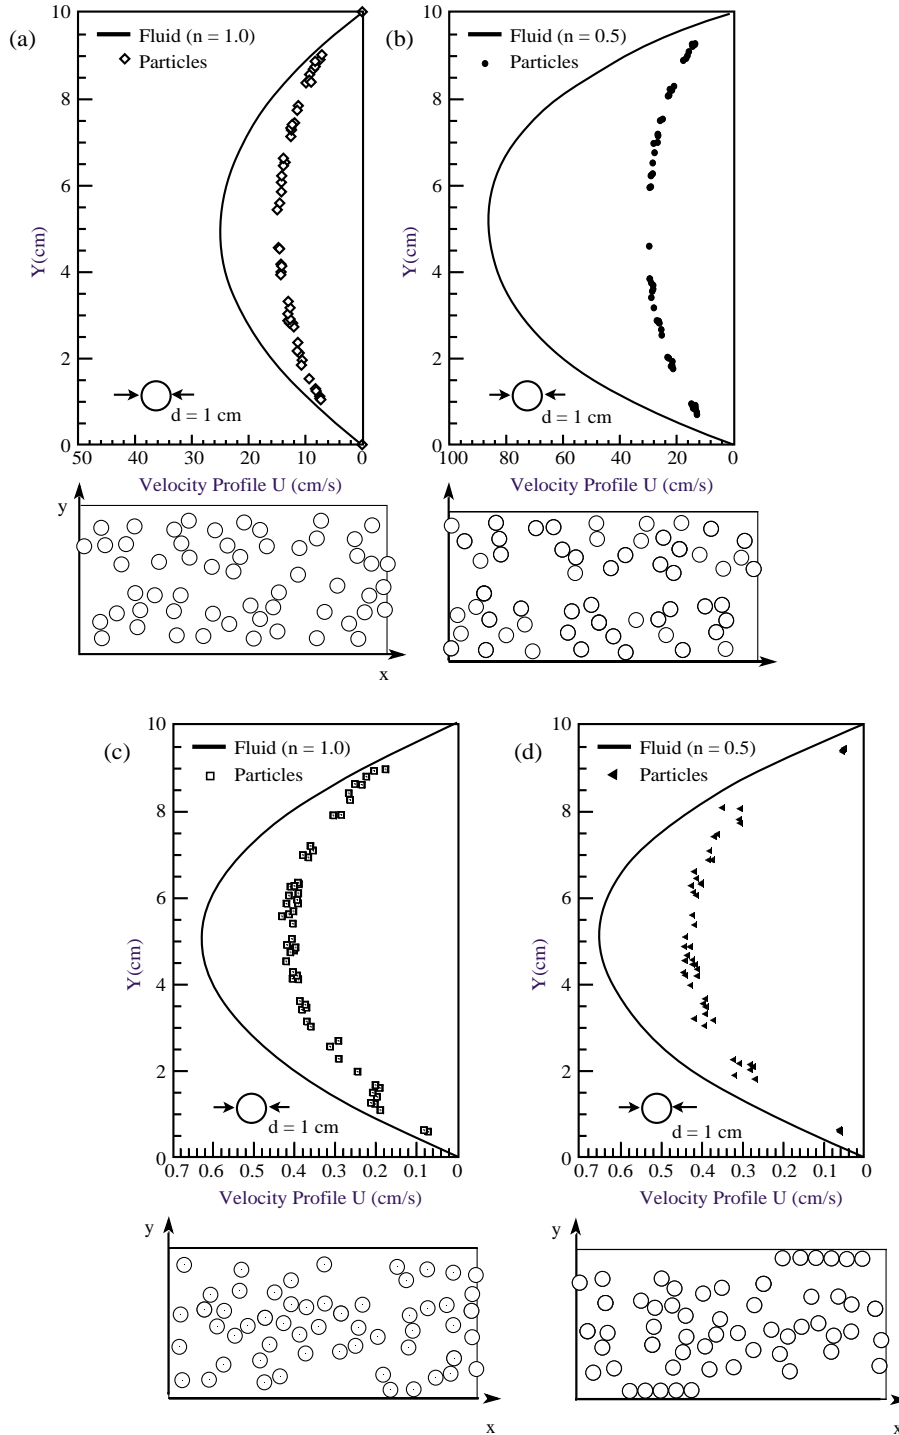 (a)
10
8
6
4
2
0
Y(cm)
Fluid (n = 1.0)
Particles
d = 1 cm
50 40 30 20 10 0
Velocity Profile U (cm/s)
y
x
(b)
10
8
6
4
2
0
Y(cm)
Fluid (n = 0.5)
Particles
d = 1 cm
100 80 60 40 20 0
Velocity Profile U (cm/s)
(c)
10
8
6
4
2
0
Y(cm)
Fluid (n = 1.0)
Particles
d = 1 cm
0.7 0.6 0.5 0.4 0.3 0.2 0.1 0
Velocity Profile U (cm/s)
y
x
(d)
10
8
6
4
2
0
Y(cm)
Fluid (n = 0.5)
Particles
d = 1 cm
0.7 0.6 0.5 0.4 0.3 0.2 0.1 0
Velocity Profile U (cm/s)
y
x